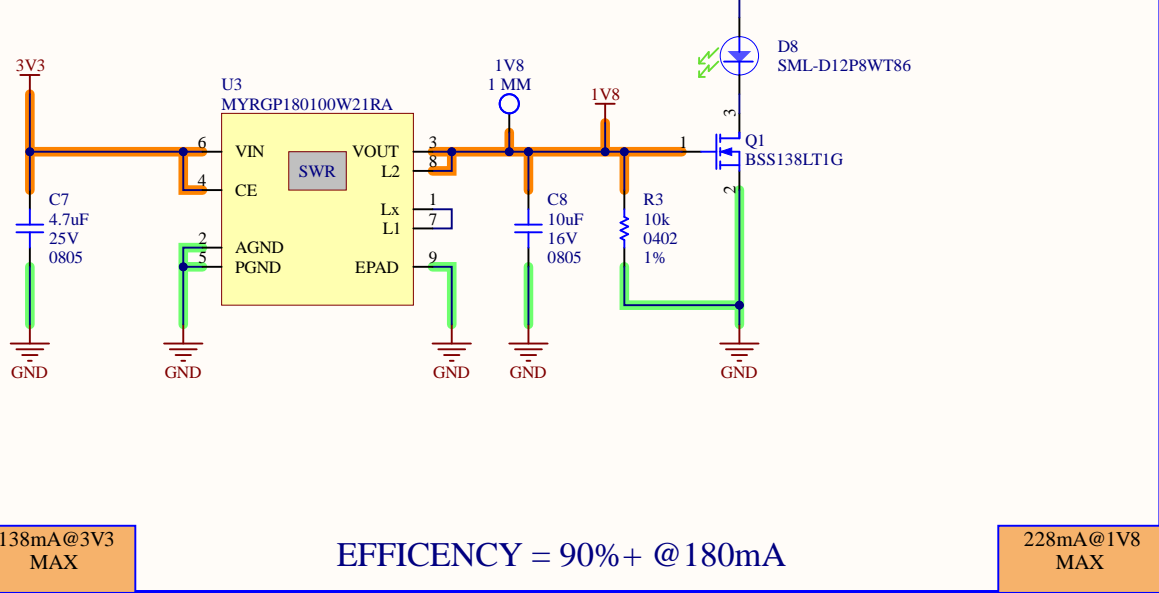 D8
SML-D12P8WT86
3V3
U3
MYRGP180100W21RA
1V8
1 MM
1V8
3
6
VIN
VOUT
3
1
Q1
BSS138LT1G
SWR
L2
8
4
CE
2
C7
4.7uF
25V
0805
Lx
1
L1
7
C8
10uF
16V
0805
R3
10k
0402
1%
2
AGND
5
PGND
EPAD
9
GND
GND
GND
GND
GND
138mA@3V3
MAX
EFFICENCY = 90%+ @180mA
228mA@1V8
MAX